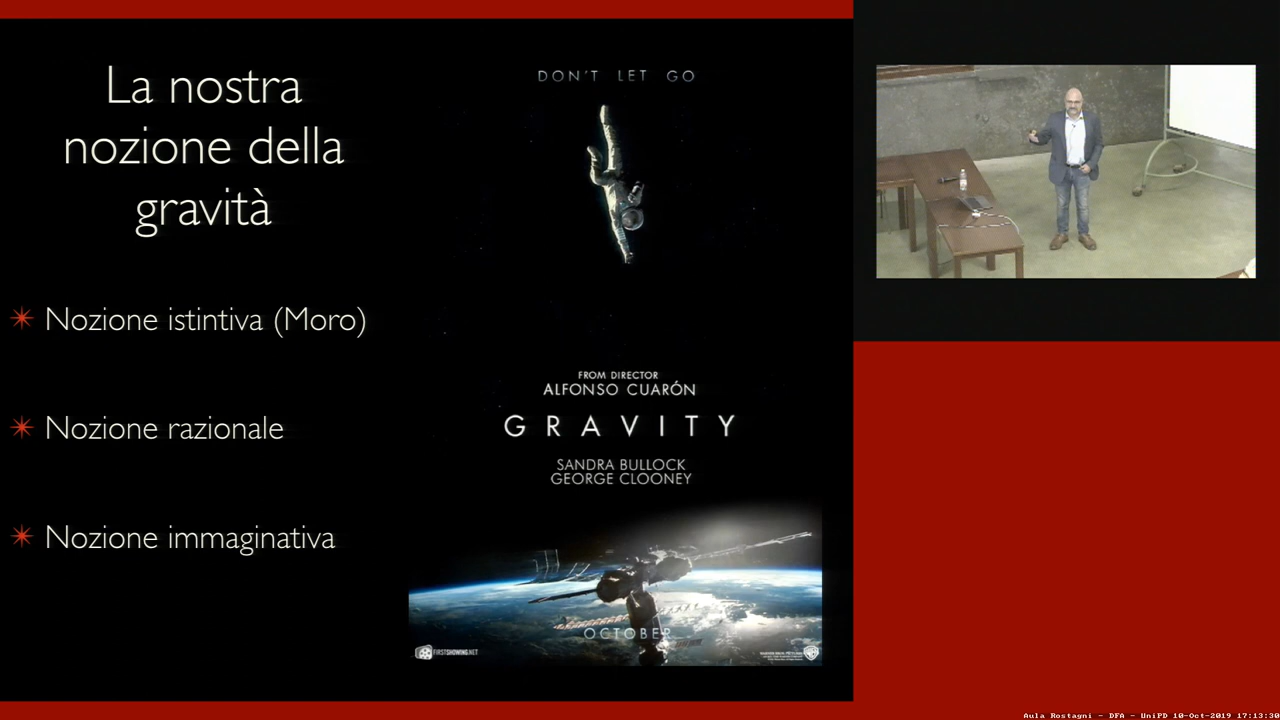 La nostra
nozione della
gravità
Nozione istintiva (Moro)
Nozione razionale
Nozione immaginativa
DON'T LET GO
FROM DIRECTOR
ALFONSO CUARÓN
GRAVITY
SANDRA BULLOCK
GEORGE CLOONEY
OCTOBER
FIRSTSHOWING.NET
Aula Rostagni - DFA - UniPD 10-Oct-2019 17:13:30